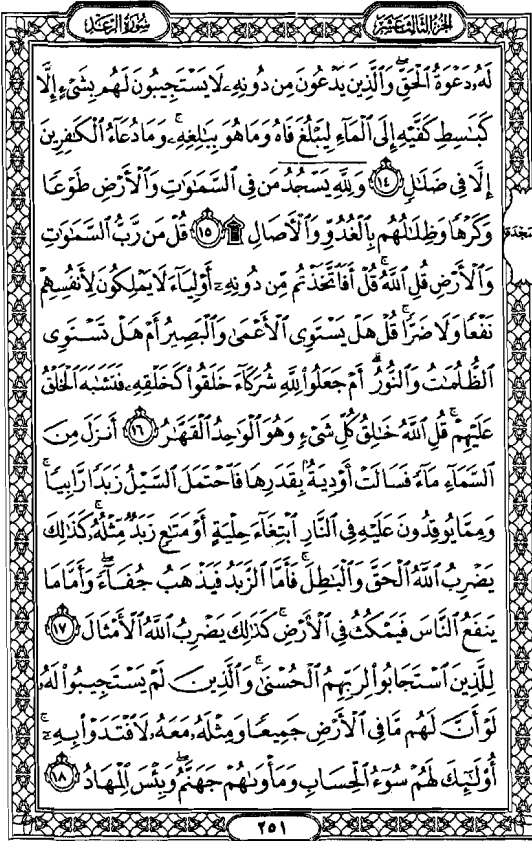 سُورَةُ الرَّعْدِ الجُزْءُ الثَّالِثَ عَشَرَ
لَهُۥ دَعْوَةُ ٱلْحَقِّ ۖ وَٱلَّذِينَ يَدْعُونَ مِن دُونِهِۦ لَا يَسْتَجِيبُونَ لَهُم بِشَىْءٍ إِلَّا
كَبَـٰسِطِ كَفَّيْهِ إِلَى ٱلْمَآءِ لِيَبْلُغَ فَاهُ وَمَا هُوَ بِبَـٰلِغِهِۦ ۚ وَمَا دُعَآءُ ٱلْكَـٰفِرِينَ
إِلَّا فِى ضَلَـٰلٍ ١٤ وَلِلَّهِ يَسْجُدُ مَن فِى ٱلسَّمَـٰوَٰتِ وَٱلْأَرْضِ طَوْعًا
وَكَرْهًا وَظِلَـٰلُهُم بِٱلْغُدُوِّ وَٱلْـَٔاصَالِ ۩ ١٥ قُلْ مَن رَّبُّ ٱلسَّمَـٰوَٰتِ
سجدة
وَٱلْأَرْضِ قُلِ ٱللَّهُ ۚ قُلْ أَفَٱتَّخَذْتُم مِّن دُونِهِۦٓ أَوْلِيَآءَ لَا يَمْلِكُونَ لِأَنفُسِهِمْ
نَفْعًا وَلَا ضَرًّا ۚ قُلْ هَلْ يَسْتَوِى ٱلْأَعْمَىٰ وَٱلْبَصِيرُ أَمْ هَلْ تَسْتَوِى
ٱلظُّلُمَـٰتُ وَٱلنُّورُ ۗ أَمْ جَعَلُوا۟ لِلَّهِ شُرَكَآءَ خَلَقُوا۟ كَخَلْقِهِۦ فَتَشَـٰبَهَ ٱلْخَلْقُ
عَلَيْهِمْ ۚ قُلِ ٱللَّهُ خَـٰلِقُ كُلِّ شَىْءٍ وَهُوَ ٱلْوَٰحِدُ ٱلْقَهَّـٰرُ ١٦ أَنزَلَ مِنَ
ٱلسَّمَآءِ مَآءً فَسَالَتْ أَوْدِيَةٌۢ بِقَدَرِهَا فَٱحْتَمَلَ ٱلسَّيْلُ زَبَدًا رَّابِيًا ۚ
وَمِمَّا يُوقِدُونَ عَلَيْهِ فِى ٱلنَّارِ ٱبْتِغَآءَ حِلْيَةٍ أَوْ مَتَـٰعٍ زَبَدٌ مِّثْلُهُۥ ۚ كَذَٰلِكَ
يَضْرِبُ ٱللَّهُ ٱلْحَقَّ وَٱلْبَـٰطِلَ ۚ فَأَمَّا ٱلزَّبَدُ فَيَذْهَبُ جُفَآءً ۖ وَأَمَّا مَا
يَنفَعُ ٱلنَّاسَ فَيَمْكُثُ فِى ٱلْأَرْضِ ۚ كَذَٰلِكَ يَضْرِبُ ٱللَّهُ ٱلْأَمْثَالَ ١٧
لِلَّذِينَ ٱسْتَجَابُوا۟ لِرَبِّهِمُ ٱلْحُسْنَىٰ ۚ وَٱلَّذِينَ لَمْ يَسْتَجِيبُوا۟ لَهُۥ
لَوْ أَنَّ لَهُم مَّا فِى ٱلْأَرْضِ جَمِيعًا وَمِثْلَهُۥ مَعَهُۥ لَٱفْتَدَوْا۟ بِهِۦٓ ۚ
أُو۟لَـٰٓئِكَ لَهُمْ سُوٓءُ ٱلْحِسَابِ وَمَأْوَىٰهُمْ جَهَنَّمُ ۖ وَبِئْسَ ٱلْمِهَادُ ١٨
٢٥١